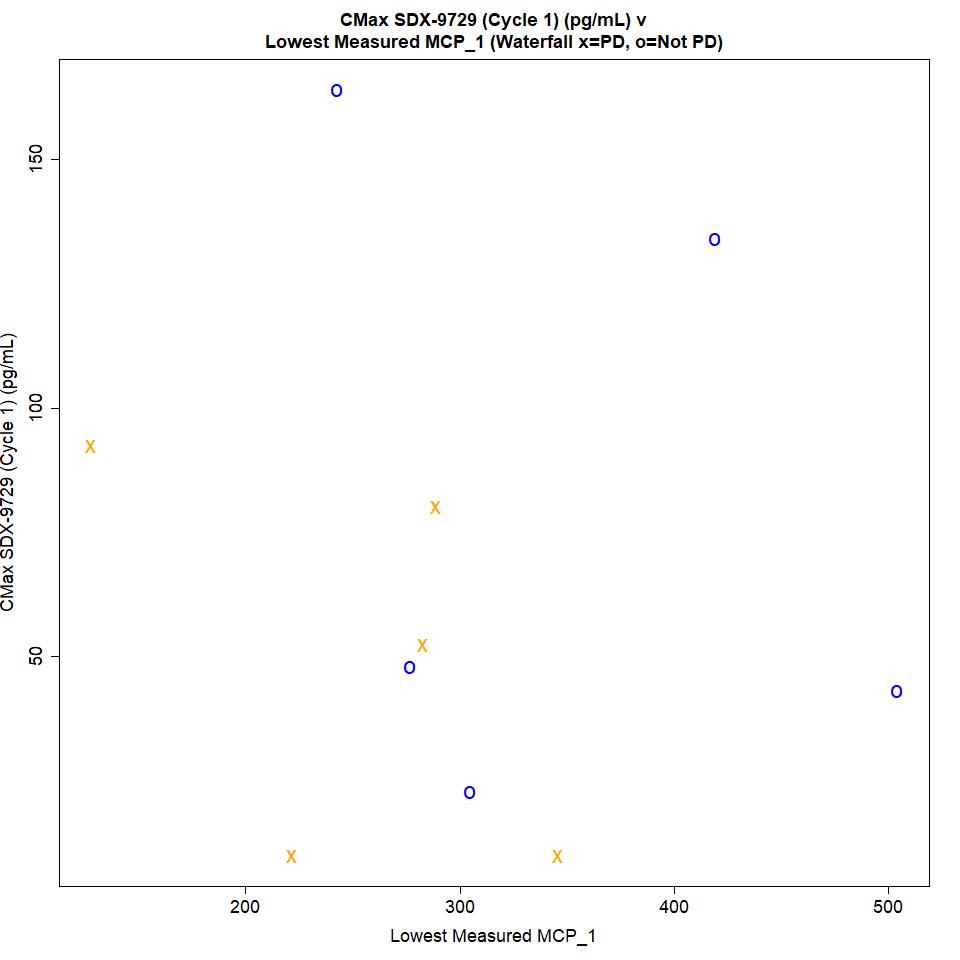 CMax SDX-9729 (Cycle 1) (pg/mL) v
Lowest Measured MCP_1 (Waterfall x=PD, o=Not PD)
CMax SDX-9729 (Cycle 1) (pg/mL)
150
100
50
O
O
X
X
X
O
O
O
X
X
200 300 400 500
Lowest Measured MCP_1